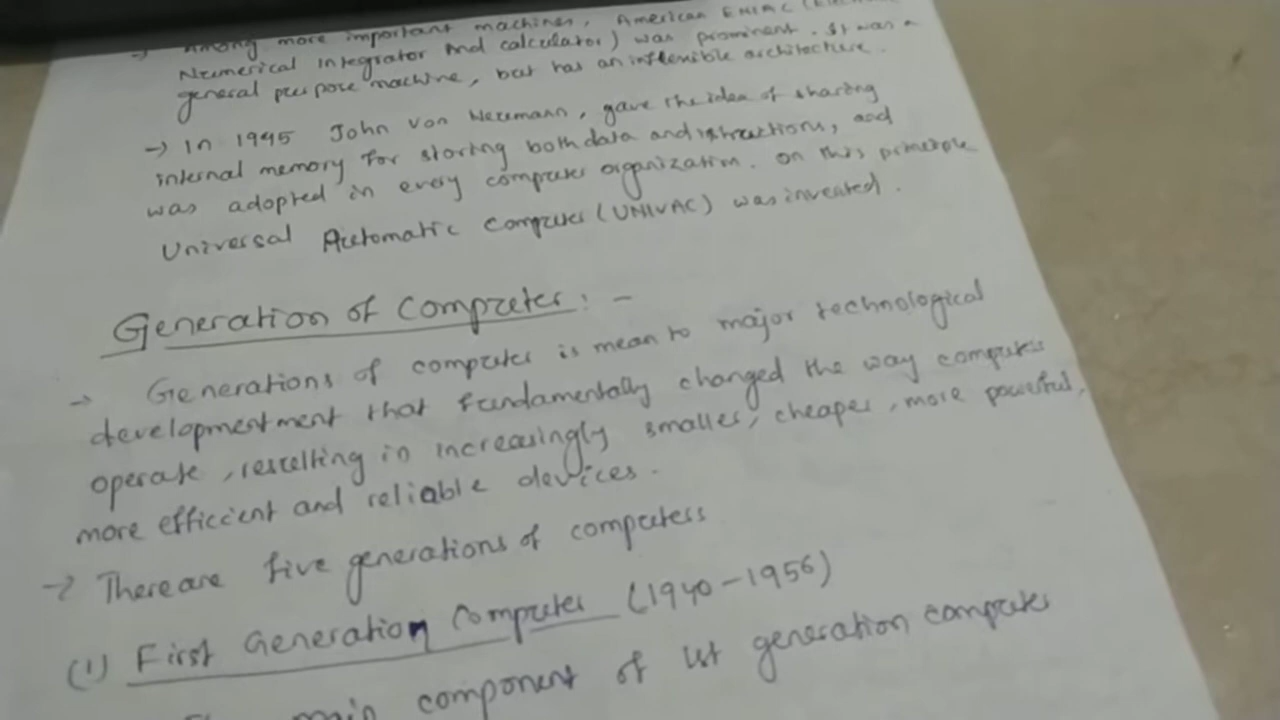 → Among more important machines, American ENIAC (
Numerical Integrator And calculator) was prominent. It was a
general purpose machine, but has an inflexible architecture.
→ In 1945 John Von Neumann, gave the idea of sharing
internal memory for storing both data and instructions, and
was adopted in every computer organization. On this principle
Universal Automatic Computer (UNIVAC) was invented.
Generation of Computer: -
→ Generations of computer is mean to major technological
developmentment that fundamentally changed the way computers
operate, resulting in increasingly smaller, cheaper, more powerful,
more efficient and reliable devices.
→ There are five generations of computers
(1) First Generation Computer (1940-1956)
main component of 1st generation computer